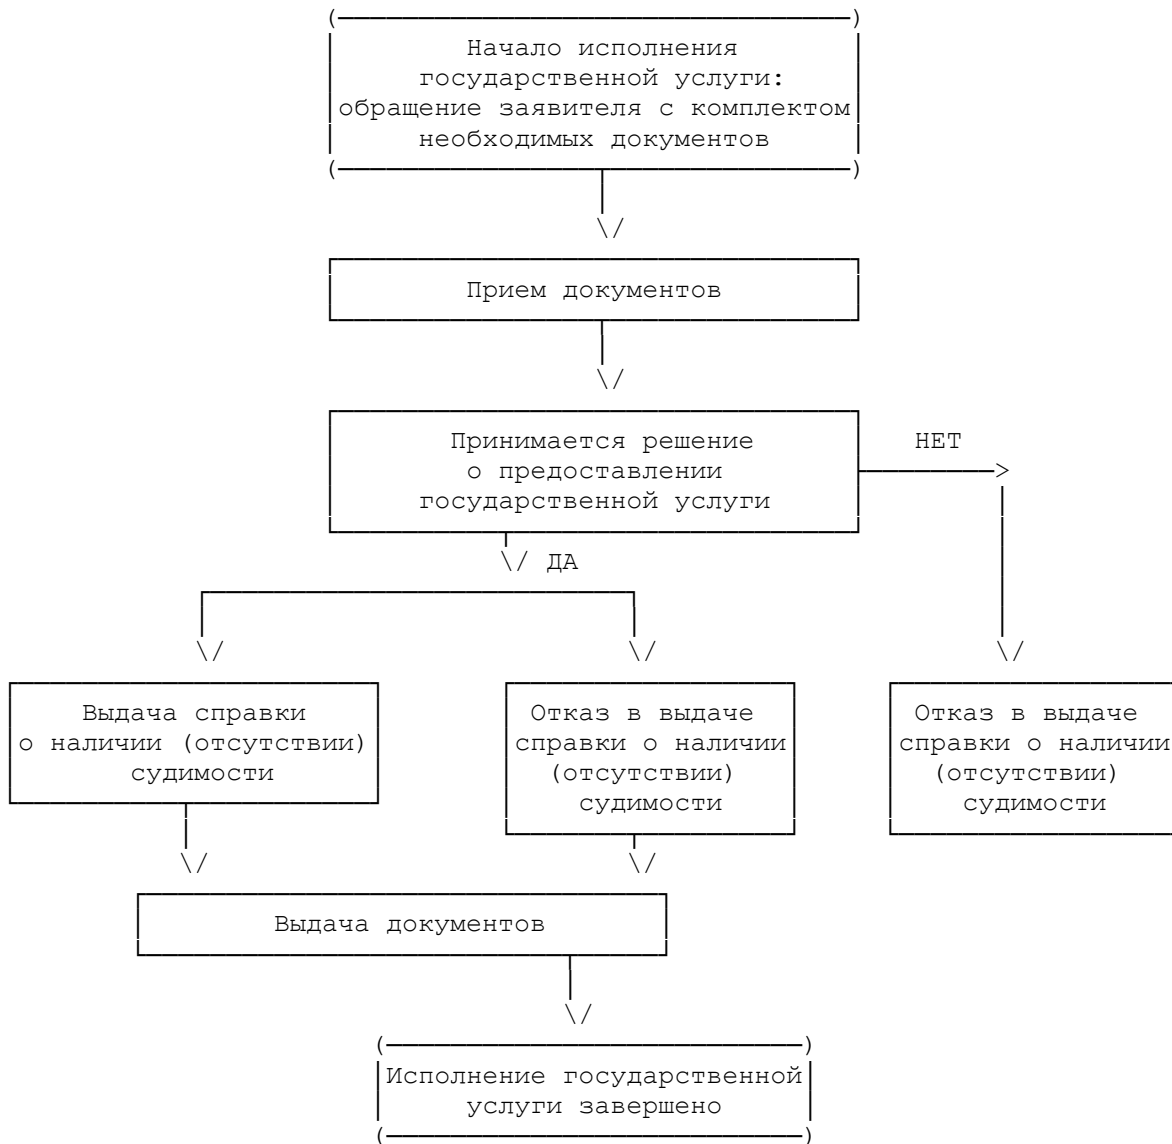 Начало исполнения
государственной услуги:
обращение заявителя с комплектом
необходимых документов
Прием документов
Принимается решение
о предоставлении
государственной услуги
НЕТ
ДА
Выдача справки
о наличии (отсутствии)
судимости
Отказ в выдаче
справки о наличии
(отсутствии)
судимости
Отказ в выдаче
справки о наличии
(отсутствии)
судимости
Выдача документов
Исполнение государственной
услуги завершено